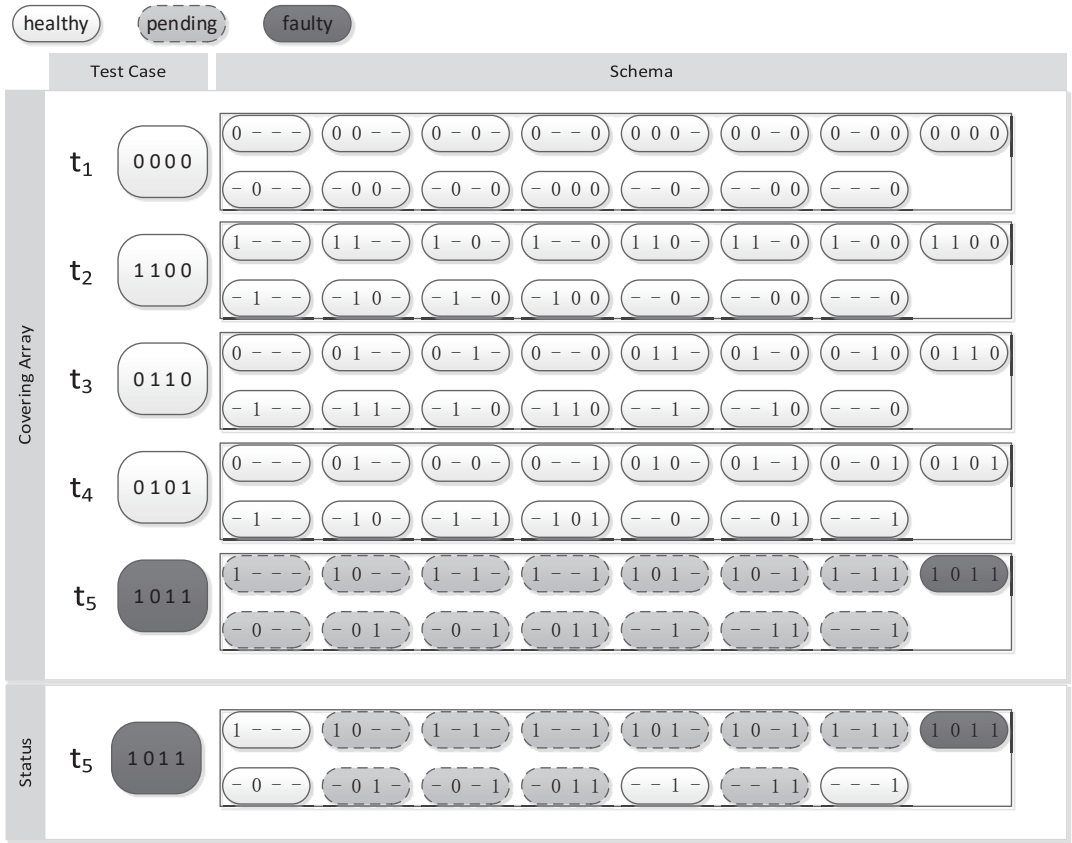 healthy pending faulty
Test Case Schema
Covering Array
t1 0000 0 - - - 0 0 - - 0 - 0 - 0 - - 0 0 0 0 - 0 0 - 0 0 - 0 0 0 0 0 0
- 0 - - - 0 0 - - 0 - 0 - 0 0 0 - - 0 - - - 0 0 - - - 0
t2 1100 1 - - - 1 1 - - 1 - 0 - 1 - - 0 1 1 0 - 1 1 - 0 1 - 0 0 1 1 0 0
- 1 - - - 1 0 - - 1 - 0 - 1 0 0 - - 0 - - - 0 0 - - - 0
t3 0110 0 - - - 0 1 - - 0 - 1 - 0 - - 0 0 1 1 - 0 1 - 0 0 - 1 0 0 1 1 0
- 1 - - - 1 1 - - 1 - 0 - 1 1 0 - - 1 - - - 1 0 - - - 0
t4 0101 0 - - - 0 1 - - 0 - 0 - 0 - - 1 0 1 0 - 0 1 - 1 0 - 0 1 0 1 0 1
- 1 - - - 1 0 - - 1 - 1 - 1 0 1 - - 0 - - - 0 1 - - - 1
t5 1011 1 - - - 1 0 - - 1 - 1 - 1 - - 1 1 0 1 - 1 0 - 1 1 - 1 1 1 0 1 1
- 0 - - - 0 1 - - 0 - 1 - 0 1 1 - - 1 - - - 1 1 - - - 1
Status
t5 1011 1 - - - 1 0 - - 1 - 1 - 1 - - 1 1 0 1 - 1 0 - 1 1 - 1 1 1 0 1 1
- 0 - - - 0 1 - - 0 - 1 - 0 1 1 - - 1 - - - 1 1 - - - 1